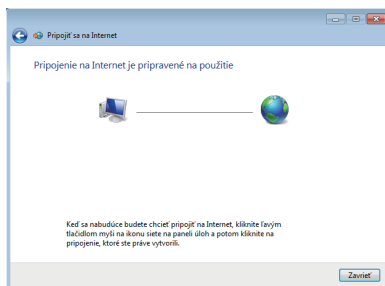 Pripojiť sa na Internet
Pripojenie na Internet je pripravené na použitie
Keď sa nabudúce budete chcieť pripojiť na Internet, kliknite ľavým
tlačidlom myši na ikonu siete na paneli úloh a potom kliknite na
pripojenie, ktoré ste práve vytvorili.
Zavrieť